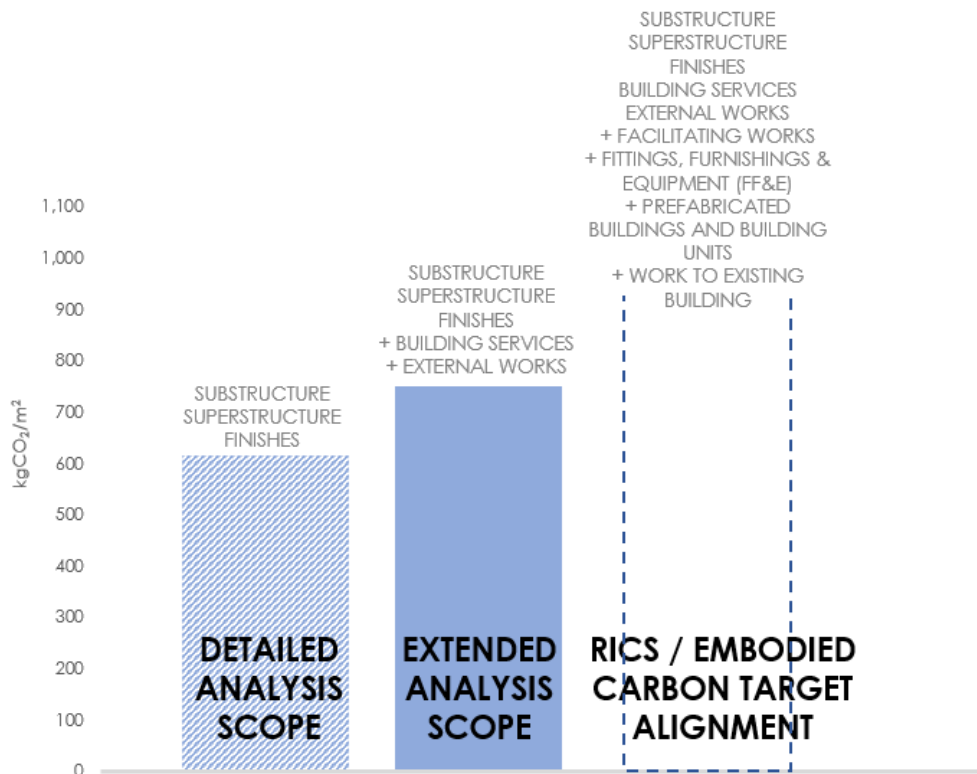 SUBSTRUCTURE
SUPERSTRUCTURE
FINISHES
BUILDING SERVICES
EXTERNAL WORKS
+ FACILITATING WORKS
+ FITTINGS, FURNISHINGS &
EQUIPMENT (FF&E)
+ PREFABRICATED
BUILDINGS AND BUILDING
UNITS
+ WORK TO EXISTING
BUILDING
SUBSTRUCTURE
SUPERSTRUCTURE
FINISHES
+ BUILDING SERVICES
+ EXTERNAL WORKS
SUBSTRUCTURE
SUPERSTRUCTURE
FINISHES
kgCO₂/m²
1,100
1,000
900
800
700
600
500
400
300
200
100
0
DETAILED
ANALYSIS
SCOPE
EXTENDED
ANALYSIS
SCOPE
RICS / EMBODIED
CARBON TARGET
ALIGNMENT